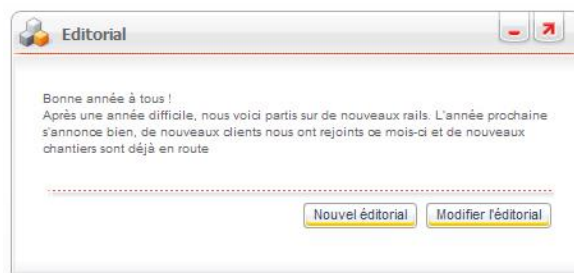 Editorial
Bonne année à tous !
Après une année difficile, nous voici partis sur de nouveaux rails. L'année prochaine
s'annonce bien, de nouveaux clients nous ont rejoints ce mois-ci et de nouveaux
chantiers sont déjà en route
Nouvel éditorial Modifier l'éditorial